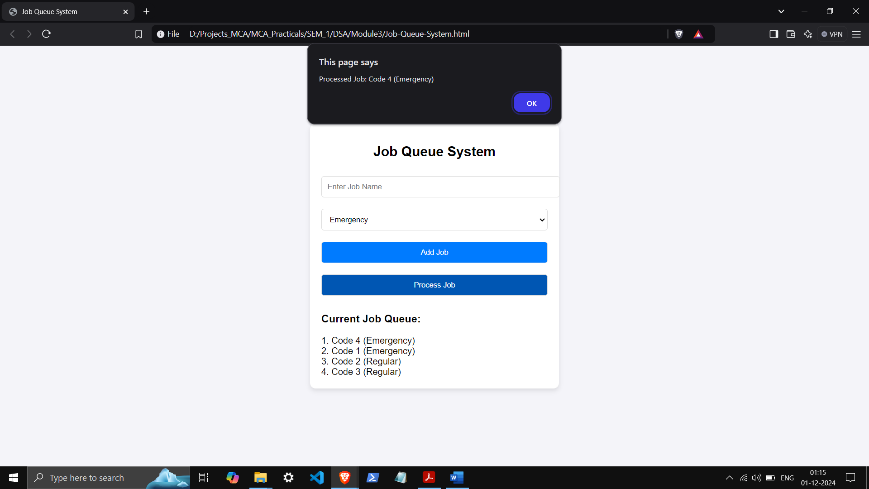 Job Queue System
File D:/Projects_MCA/MCA_Practicals/SEM_1/DSA/Module3/Job-Queue-System.html
VPN
This page says
Processed Job: Code 4 (Emergency)
OK
Job Queue System
Enter Job Name
Emergency
Add Job
Process Job
Current Job Queue:
1. Code 4 (Emergency)
2. Code 1 (Emergency)
3. Code 2 (Regular)
4. Code 3 (Regular)
Type here to search
ENG
01:15
01-12-2024